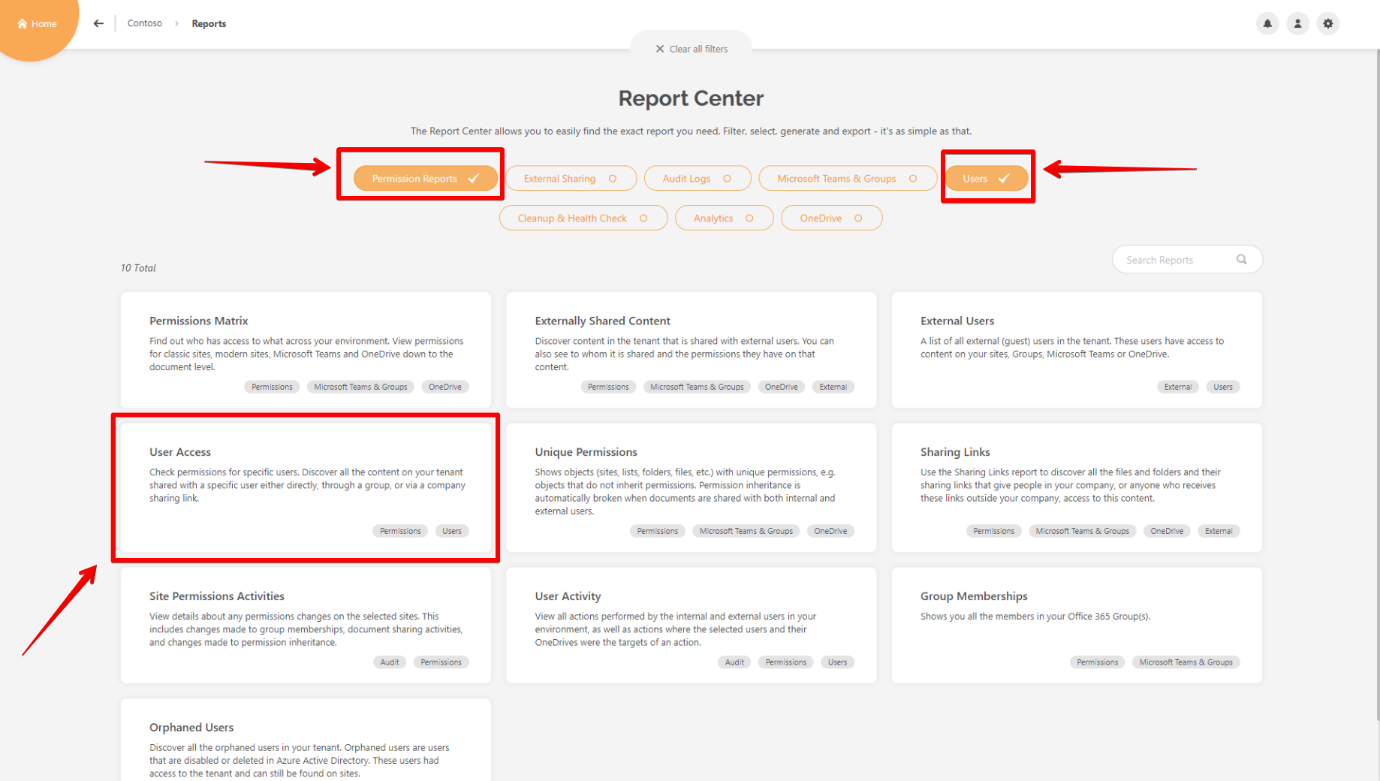 Home
Contoso > Reports
Clear all filters
Report Center
The Report Center allows you to easily find the exact report you need. Filter, select, generate and export - it's as simple as that.
Permission Reports External Sharing Audit Logs Microsoft Teams & Groups Users
Cleanup & Health Check Analytics OneDrive
10 Total
Search Reports
Permissions Matrix
Find out who has access to what across your environment. View permissions
for classic sites, modern sites, Microsoft Teams and OneDrive down to the
document level.
Permissions Microsoft Teams & Groups OneDrive
Externally Shared Content
Discover content in the tenant that is shared with external users. You can
also see to whom it is shared and the permissions they have on that
content.
Permissions Microsoft Teams & Groups OneDrive External
External Users
A list of all external (guest) users in the tenant. These users have access to
content on your sites, Groups, Microsoft Teams or OneDrive.
External Users
User Access
Check permissions for specific users. Discover all the content on your tenant
shared with a specific user either directly, through a group, or via a company
sharing link.
Permissions Users
Unique Permissions
Shows objects (sites, lists, folders, files, etc.) with unique permissions, e.g.
objects that do not inherit permissions. Permission inheritance is
automatically broken when documents are shared with both internal and
external users.
Permissions Microsoft Teams & Groups OneDrive
Sharing Links
Use the Sharing Links report to discover all the files and folders and their
sharing links that give people in your company, or anyone who receives
these links outside your company, access to this content.
Permissions Microsoft Teams & Groups OneDrive External
Site Permissions Activities
View details about any permissions changes on the selected sites. This
includes changes made to group memberships, document sharing activities,
and changes made to permission inheritance.
Audit Permissions
User Activity
View all actions performed by the internal and external users in your
environment, as well as actions where the selected users and their
OneDrives were the targets of an action.
Audit Permissions Users
Group Memberships
Shows you all the members in your Office 365 Group(s).
Permissions Microsoft Teams & Groups
Orphaned Users
Discover all the orphaned users in your tenant. Orphaned users are users
that are disabled or deleted in Azure Active Directory. These users had
access to the tenant and can still be found on sites.